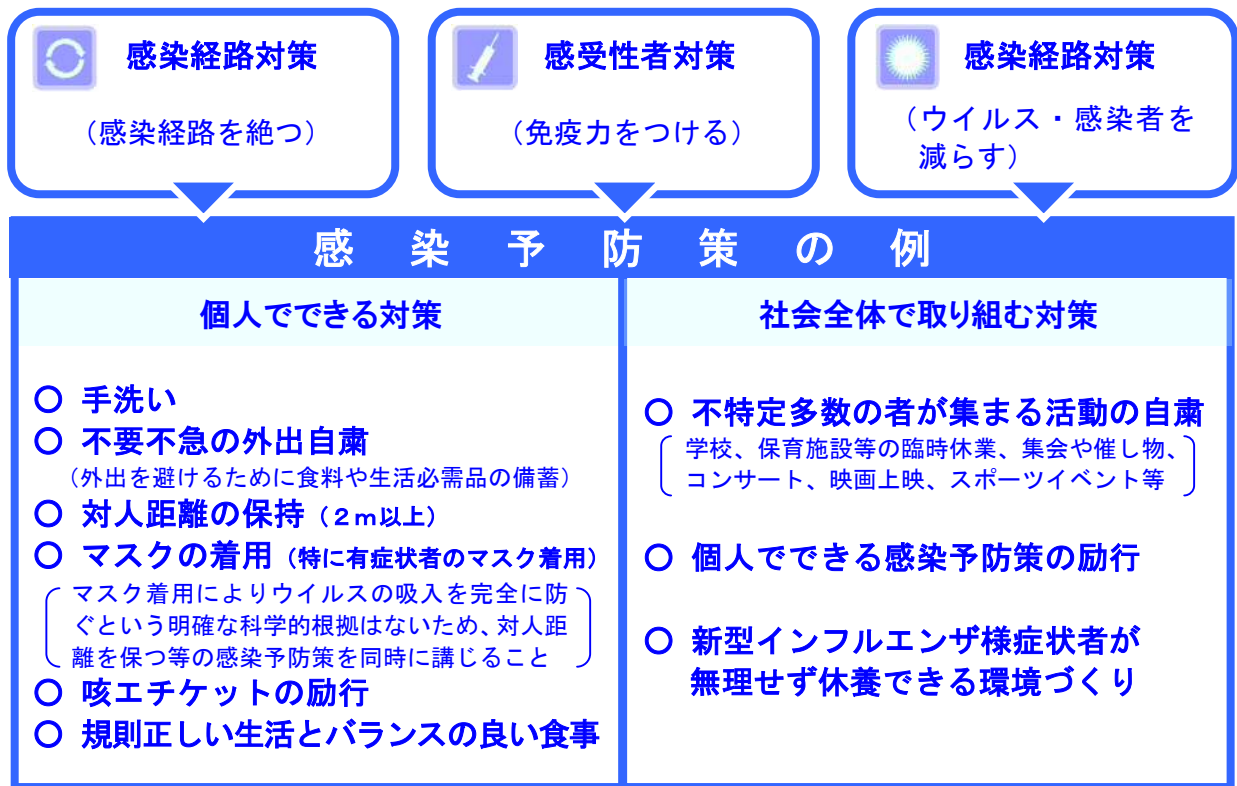 感染経路対策
（感染経路を絶つ）
感受性者対策
（免疫力をつける）
感染経路対策
（ウイルス・感染者を
減らす）
感染予防策の例
個人でできる対策
○ 手洗い
○ 不要不急の外出自粛
（外出を避けるために食料や生活必需品の備蓄）
○ 対人距離の保持（２ｍ以上）
○ マスクの着用（特に有症状者のマスク着用）
マスク着用によりウイルスの吸入を完全に防
ぐという明確な科学的根拠はないため、対人距
離を保つ等の感染予防策を同時に講じること
○ 咳エチケットの励行
○ 規則正しい生活とバランスの良い食事
社会全体で取り組む対策
○ 不特定多数の者が集まる活動の自粛
学校、保育施設等の臨時休業、集会や催し物、
コンサート、映画上映、スポーツイベント等
○ 個人でできる感染予防策の励行
○ 新型インフルエンザ様症状者が
無理せず休養できる環境づくり